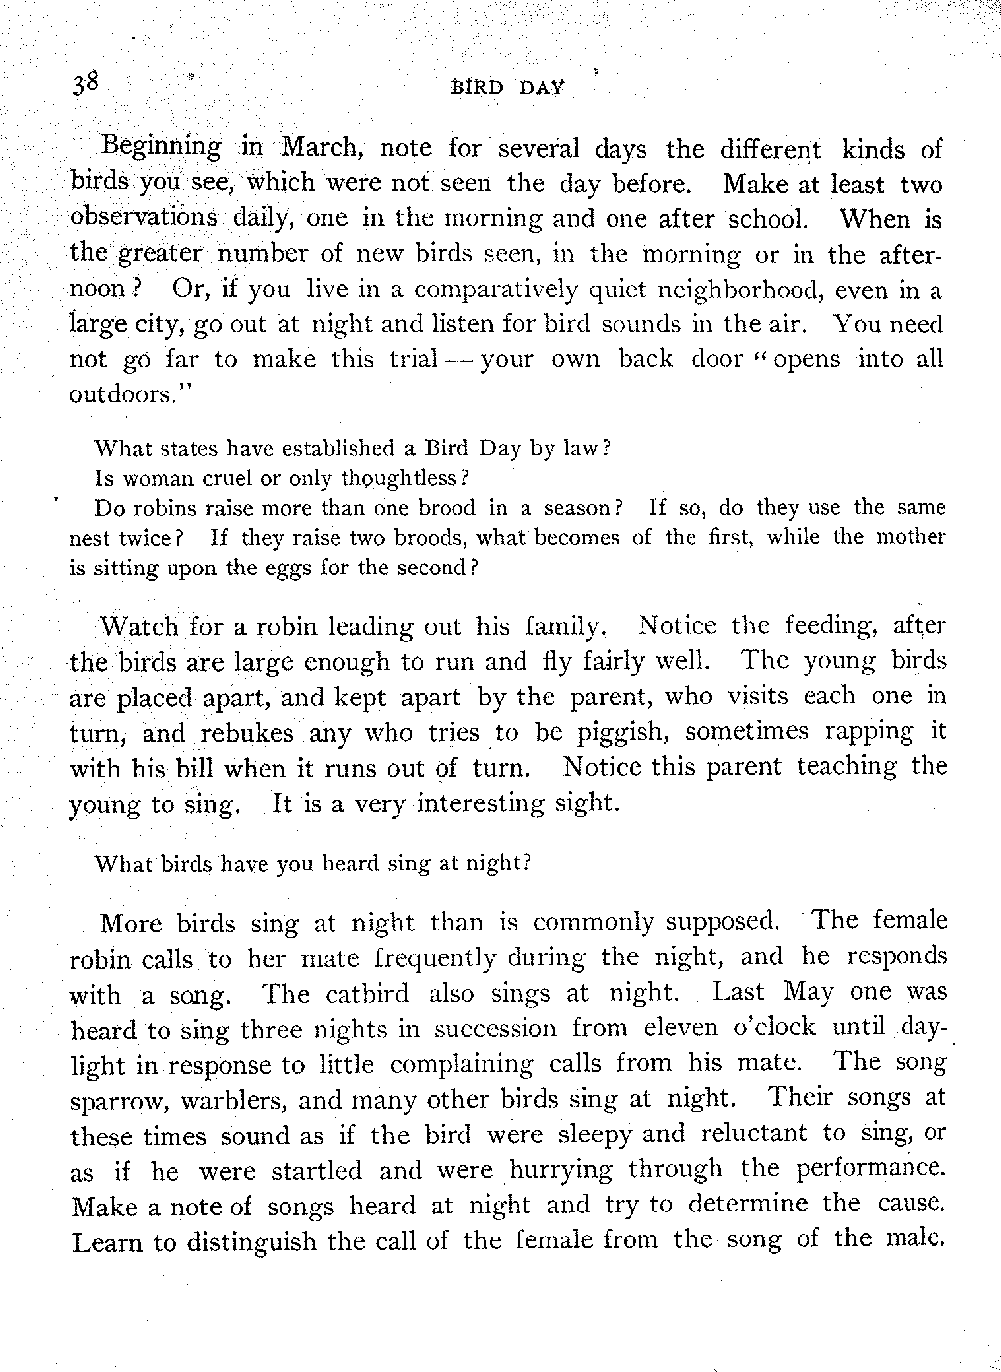 38 BIRD DAY
Beginning in March, note for several days the different kinds of
birds you see, which were not seen the day before. Make at least two
observations daily, one in the morning and one after school. When is
the greater number of new birds seen, in the morning or in the after-
noon? Or, if you live in a comparatively quiet neighborhood, even in a
large city, go out at night and listen for bird sounds in the air. You need
not go far to make this trial — your own back door “opens into all
outdoors.”
What states have established a Bird Day by law?
Is woman cruel or only thoughtless?
Do robins raise more than one brood in a season? If so, do they use the same
nest twice? If they raise two broods, what becomes of the first, while the mother
is sitting upon the eggs for the second?
Watch for a robin leading out his family. Notice the feeding, after
the birds are large enough to run and fly fairly well. The young birds
are placed apart, and kept apart by the parent, who visits each one in
turn, and rebukes any who tries to be piggish, sometimes rapping it
with his bill when it runs out of turn. Notice this parent teaching the
young to sing. It is a very interesting sight.
What birds have you heard sing at night?
More birds sing at night than is commonly supposed. The female
robin calls to her mate frequently during the night, and he responds
with a song. The catbird also sings at night. Last May one was
heard to sing three nights in succession from eleven o’clock until day-
light in response to little complaining calls from his mate. The song
sparrow, warblers, and many other birds sing at night. Their songs at
these times sound as if the bird were sleepy and reluctant to sing, or
as if he were startled and were hurrying through the performance.
Make a note of songs heard at night and try to determine the cause.
Learn to distinguish the call of the female from the song of the male.